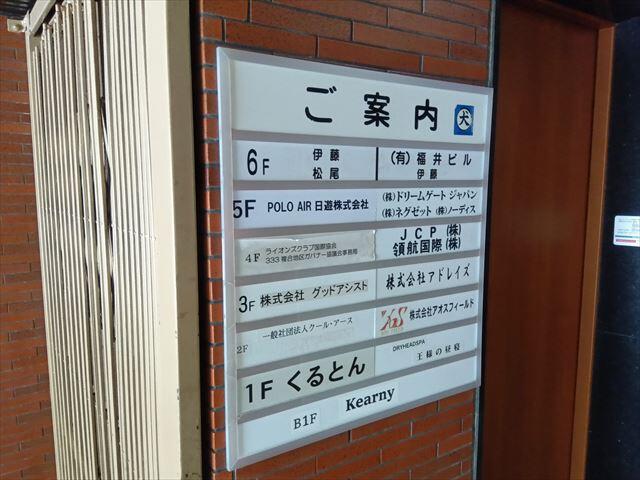 ご案内 犬
6F 伊藤 松尾 (有)福井ビル 伊藤
5F POLO AIR 日遊株式会社 (株)ドリームゲート ジャパン
(株)ネグゼット (株)ノーディス
4F ライオンズクラブ国際協会
333 複合地区ガバナー協議会事務局
JCP(株)
領航国際(株)
3F 株式会社 グッドアシスト 株式会社アドレイズ
2F 一般社団法人クール・アース 株式会社アオスフィールド
1F くるとん DRYHEADSPA
王様の昼寝
B1F Kearny